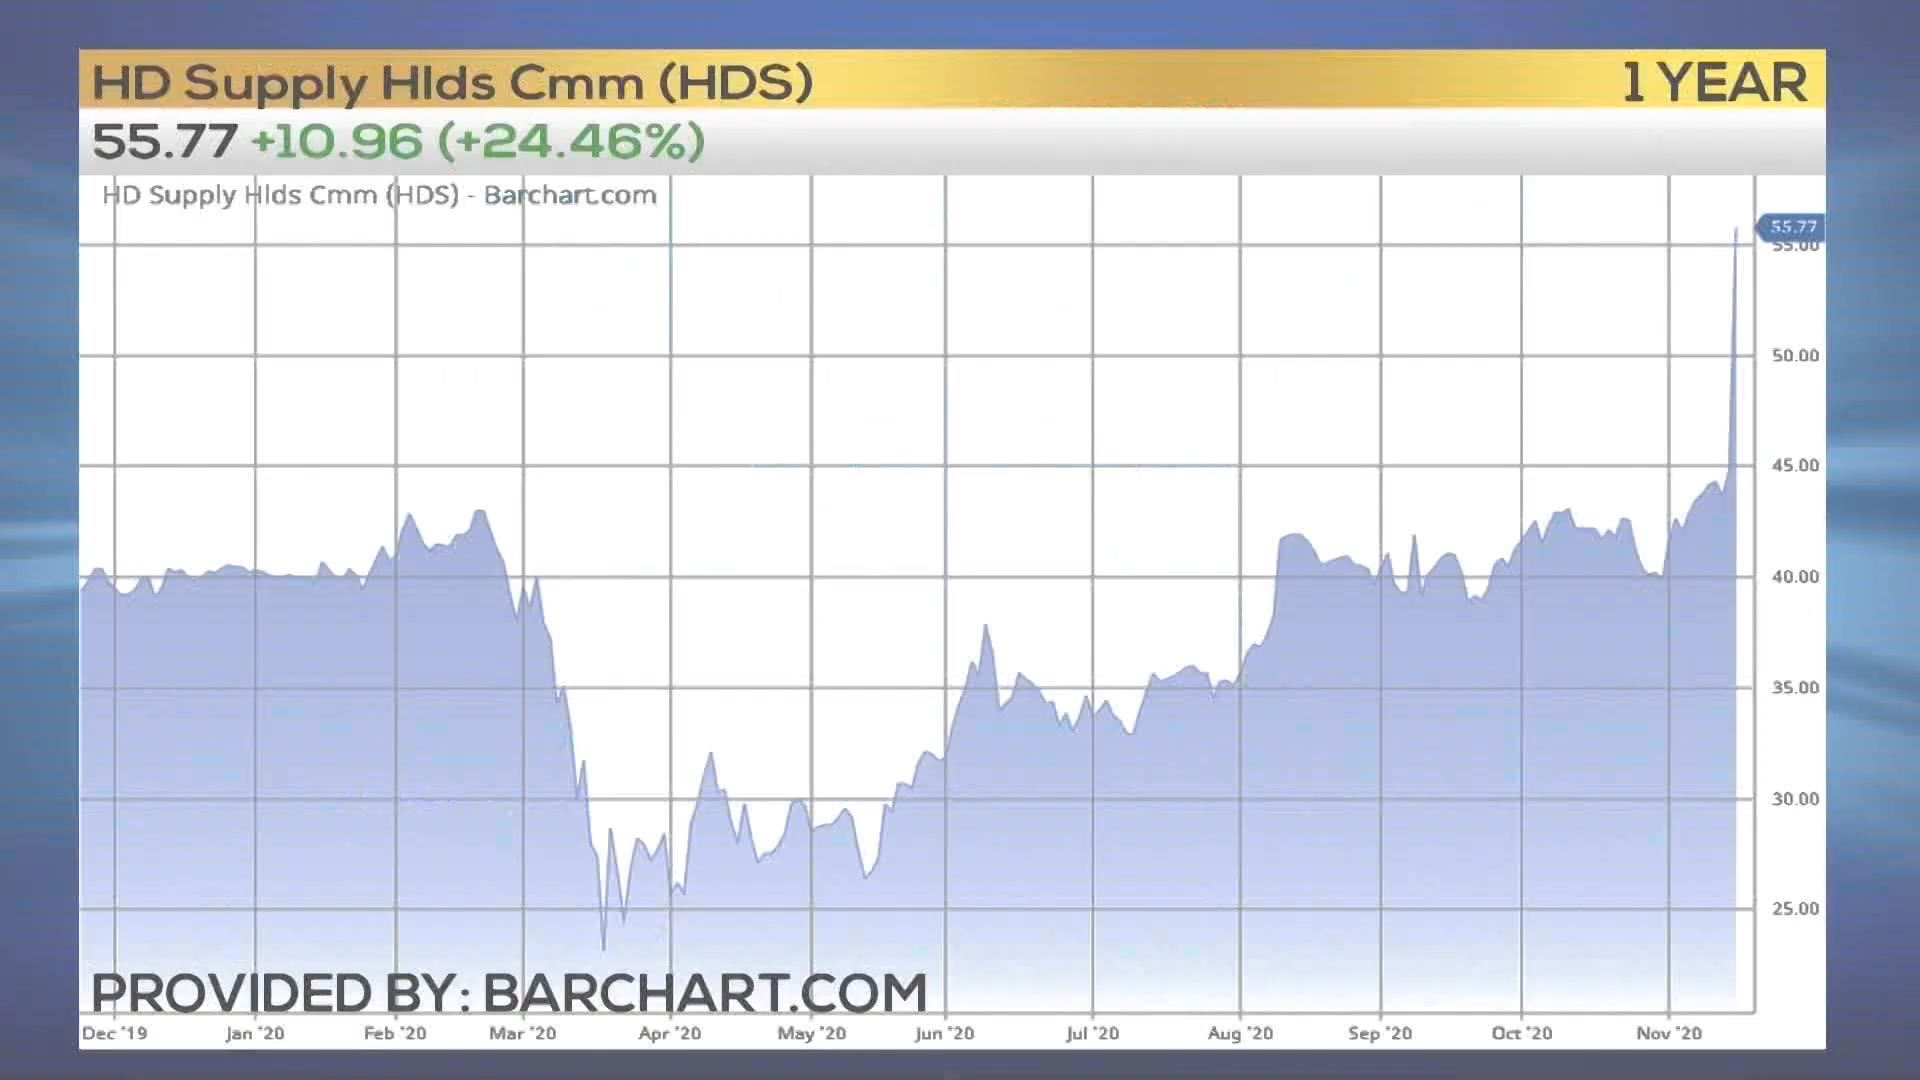 HD Supply Hlds Cmm (HDS) 1 YEAR
55.77 +10.96 (+24.46%)
HD Supply Hlds Cmm (HDS) - Barchart.com
55.77
55.00
50.00
45.00
40.00
35.00
30.00
25.00
PROVIDED BY: BARCHART.COM
Dec '19 Jan '20 Feb '20 Mar '20 Apr '20 May '20 Jun '20 Jul '20 Aug '20 Sep '20 Oct '20 Nov '20